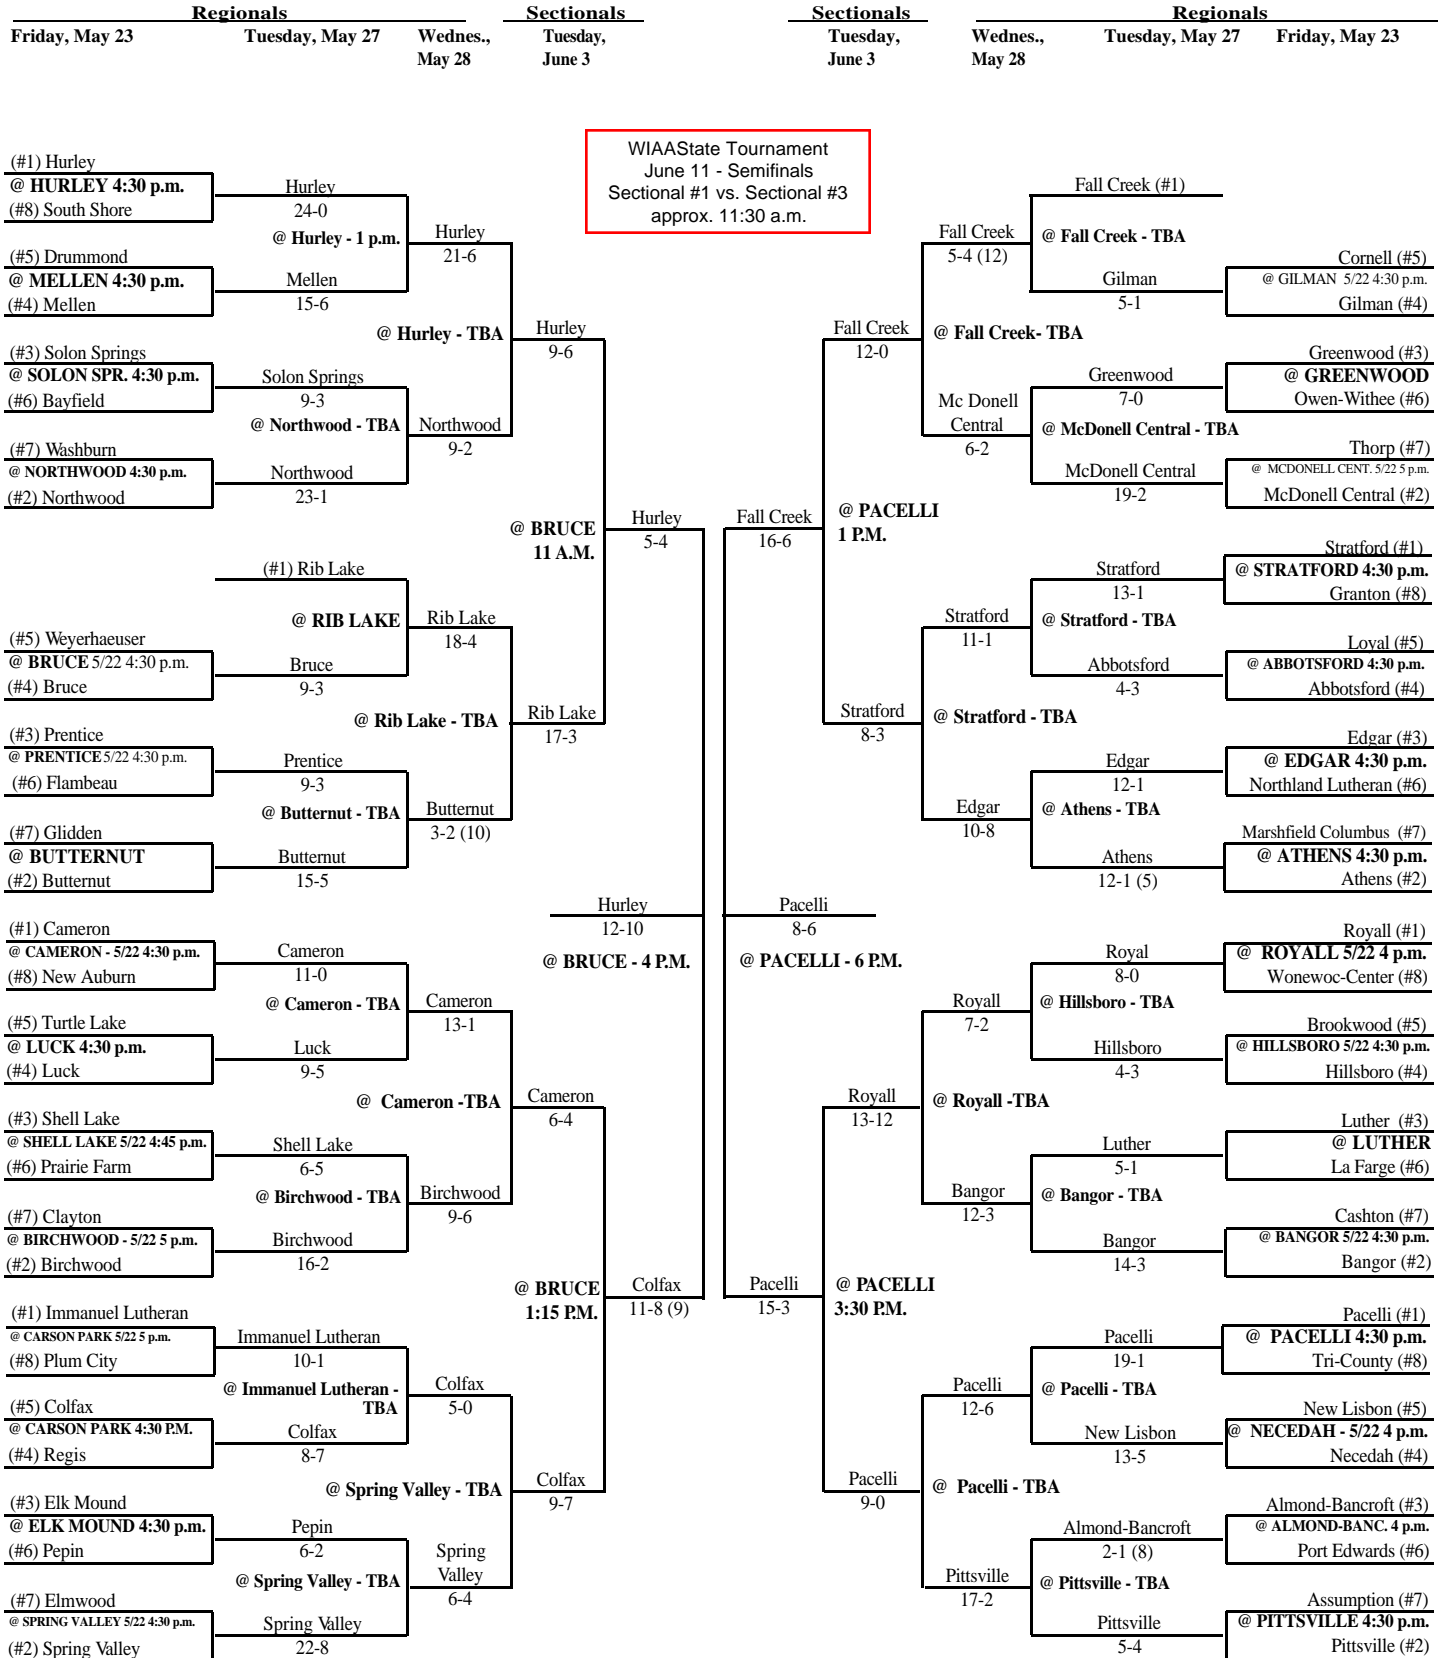 Regionals
Sectionals
Sectionals
Regionals
Friday, May 23
Tuesday, May 27
Wednes.,
May 28
Tuesday,
June 3
Tuesday,
June 3
Wednes.,
May 28
Tuesday, May 27
Friday, May 23
WIAAState Tournament
June 11 - Semifinals
Sectional #1 vs. Sectional #3
approx. 11:30 a.m.
(#1) Hurley
@ HURLEY 4:30 p.m.
(#8) South Shore
(#5) Drummond
@ MELLEN 4:30 p.m.
(#4) Mellen
(#3) Solon Springs
@ SOLON SPR. 4:30 p.m.
(#6) Bayfield
(#7) Washburn
@ NORTHWOOD 4:30 p.m.
(#2) Northwood
(#5) Weyerhaeuser
@ BRUCE 5/22 4:30 p.m.
(#4) Bruce
(#3) Prentice
@ PRENTICE 5/22 4:30 p.m.
(#6) Flambeau
(#7) Glidden
@ BUTTERNUT
(#2) Butternut
(#1) Cameron
@ CAMERON - 5/22 4:30 p.m.
(#8) New Auburn
(#5) Turtle Lake
@ LUCK 4:30 p.m.
(#4) Luck
(#3) Shell Lake
@ SHELL LAKE 5/22 4:45 p.m.
(#6) Prairie Farm
(#7) Clayton
@ BIRCHWOOD - 5/22 5 p.m.
(#2) Birchwood
(#1) Immanuel Lutheran
@ CARSON PARK 5/22 5 p.m.
(#8) Plum City
(#5) Colfax
@ CARSON PARK 4:30 P.M.
(#4) Regis
(#3) Elk Mound
@ ELK MOUND 4:30 p.m.
(#6) Pepin
(#7) Elmwood
@ SPRING VALLEY 5/22 4:30 p.m.
(#2) Spring Valley
Hurley
24-0
@ Hurley - 1 p.m.
Mellen
15-6
Solon Springs
9-3
@ Northwood - TBA
Northwood
23-1
(#1) Rib Lake
@ RIB LAKE
Bruce
9-3
Prentice
9-3
@ Butternut - TBA
Butternut
15-5
Cameron
11-0
@ Cameron - TBA
Luck
9-5
Shell Lake
6-5
@ Birchwood - TBA
Birchwood
16-2
Immanuel Lutheran
10-1
@ Immanuel Lutheran -
TBA
Colfax
8-7
Pepin
6-2
@ Spring Valley - TBA
Spring Valley
22-8
Hurley
21-6
@ Hurley - TBA
Northwood
9-2
Rib Lake
18-4
@ Rib Lake - TBA
Butternut
3-2 (10)
Cameron
13-1
@ Cameron -TBA
Birchwood
9-6
Colfax
5-0
@ Spring Valley - TBA
Spring
Valley
6-4
Hurley
9-6
@ BRUCE
11 A.M.
Rib Lake
17-3
Cameron
6-4
@ BRUCE
1:15 P.M.
Colfax
9-7
Hurley
5-4
Hurley
12-10
@ BRUCE - 4 P.M.
Colfax
11-8 (9)
Fall Creek
16-6
Pacelli
8-6
@ PACELLI - 6 P.M.
Pacelli
15-3
Fall Creek
12-0
@ PACELLI
1 P.M.
Stratford
8-3
Royall
13-12
@ PACELLI
3:30 P.M.
Pacelli
9-0
Fall Creek
5-4 (12)
@ Fall Creek- TBA
Mc Donell
Central
6-2
Stratford
11-1
@ Stratford - TBA
Edgar
10-8
Royall
7-2
@ Royall -TBA
Bangor
12-3
Pacelli
12-6
@ Pacelli - TBA
Pittsville
17-2
Fall Creek (#1)
@ Fall Creek - TBA
Gilman
5-1
Greenwood
7-0
@ McDonell Central - TBA
McDonell Central
19-2
Stratford
13-1
@ Stratford - TBA
Abbotsford
4-3
Edgar
12-1
@ Athens - TBA
Athens
12-1 (5)
Royal
8-0
@ Hillsboro - TBA
Hillsboro
4-3
Luther
5-1
@ Bangor - TBA
Bangor
14-3
Pacelli
19-1
@ Pacelli - TBA
New Lisbon
13-5
Almond-Bancroft
2-1 (8)
@ Pittsville - TBA
Pittsville
5-4
Cornell (#5)
@ GILMAN 5/22 4:30 p.m.
Gilman (#4)
Greenwood (#3)
@ GREENWOOD
Owen-Withee (#6)
Thorp (#7)
@ MCDONELL CENT. 5/22 5 p.m.
McDonell Central (#2)
Stratford (#1)
@ STRATFORD 4:30 p.m.
Granton (#8)
Loyal (#5)
@ ABBOTSFORD 4:30 p.m.
Abbotsford (#4)
Edgar (#3)
@ EDGAR 4:30 p.m.
Northland Lutheran (#6)
Marshfield Columbus (#7)
@ ATHENS 4:30 p.m.
Athens (#2)
Royall (#1)
@ ROYALL 5/22 4 p.m.
Wonewoc-Center (#8)
Brookwood (#5)
@ HILLSBORO 5/22 4:30 p.m.
Hillsboro (#4)
Luther (#3)
@ LUTHER
La Farge (#6)
Cashton (#7)
@ BANGOR 5/22 4:30 p.m.
Bangor (#2)
Pacelli (#1)
@ PACELLI 4:30 p.m.
Tri-County (#8)
New Lisbon (#5)
@ NECEDAH - 5/22 4 p.m.
Necedah (#4)
Almond-Bancroft (#3)
@ ALMOND-BANC. 4 p.m.
Port Edwards (#6)
Assumption (#7)
@ PITTSVILLE 4:30 p.m.
Pittsville (#2)